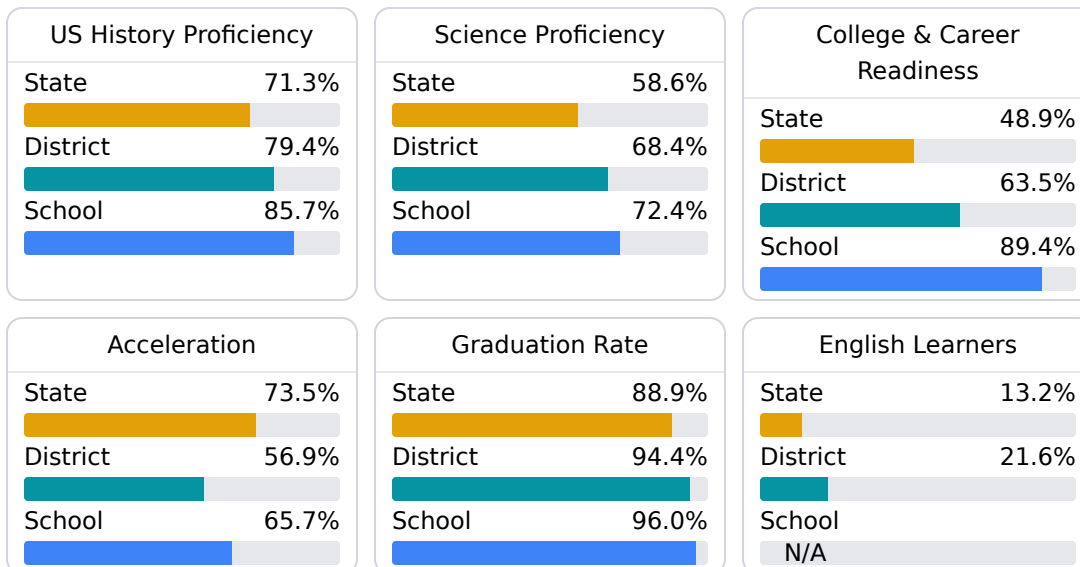 US History Proficiency
State 71.3%
District 79.4%
School 85.7%
Science Proficiency
State 58.6%
District 68.4%
School 72.4%
College & Career
Readiness
State 48.9%
District 63.5%
School 89.4%
Acceleration
State 73.5%
District 56.9%
School 65.7%
Graduation Rate
State 88.9%
District 94.4%
School 96.0%
English Learners
State 13.2%
District 21.6%
School
N/A